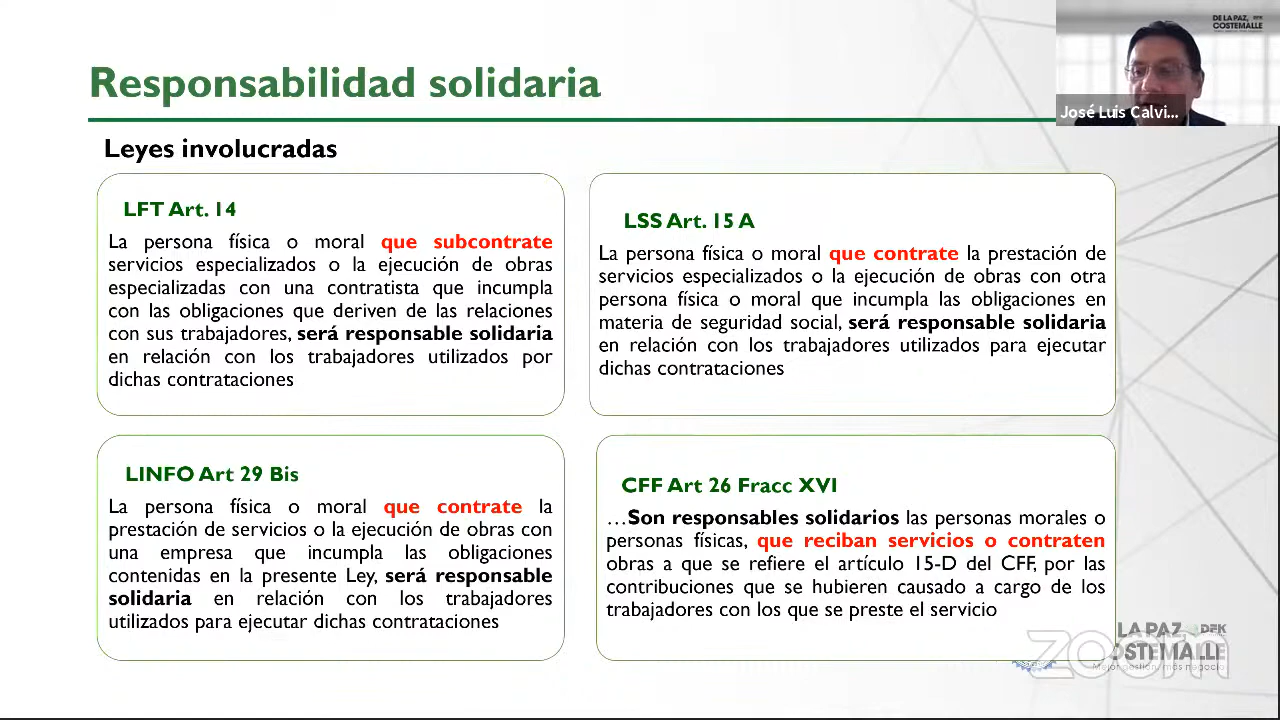 Responsabilidad solidaria
DE LA PAZ,
COSTEMALLE
DFK
José Luis Calvi...
Leyes involucradas
LFT Art. 14
La persona física o moral que subcontrate
servicios especializados o la ejecución de obras
especializadas con una contratista que incumpla
con las obligaciones que deriven de las relaciones
con sus trabajadores, será responsable solidaria
en relación con los trabajadores utilizados por
dichas contrataciones
LSS Art. 15 A
La persona física o moral que contrate la prestación de
servicios especializados o la ejecución de obras con otra
persona física o moral que incumpla las obligaciones en
materia de seguridad social, será responsable solidaria
en relación con los trabajadores utilizados para ejecutar
dichas contrataciones
LINFO Art 29 Bis
La persona física o moral que contrate la
prestación de servicios o la ejecución de obras con
una empresa que incumpla las obligaciones
contenidas en la presente Ley, será responsable
solidaria en relación con los trabajadores
utilizados para ejecutar dichas contrataciones
CFF Art 26 Fracc XVI
…Son responsables solidarios las personas morales o
personas físicas, que reciban servicios o contraten
obras a que se refiere el artículo 15-D del CFF, por las
contribuciones que se hubieren causado a cargo de los
trabajadores con los que se preste el servicio
LA PAZ DFK
OSTEMALLE
Mejor gestión, más negocio
zoom